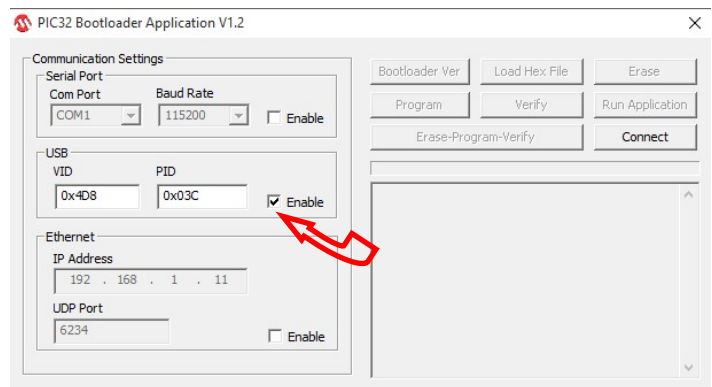 PIC32 Bootloader Application V1.2
Communication Settings
Serial Port
Com Port Baud Rate
COM1 115200 Enable
USB
VID PID
0x4D8 0x03C Enable
Ethernet
IP Address
192 . 168 . 1 . 11
UDP Port
6234 Enable
Bootloader Ver Load Hex File Erase
Program Verify Run Application
Erase-Program-Verify Connect